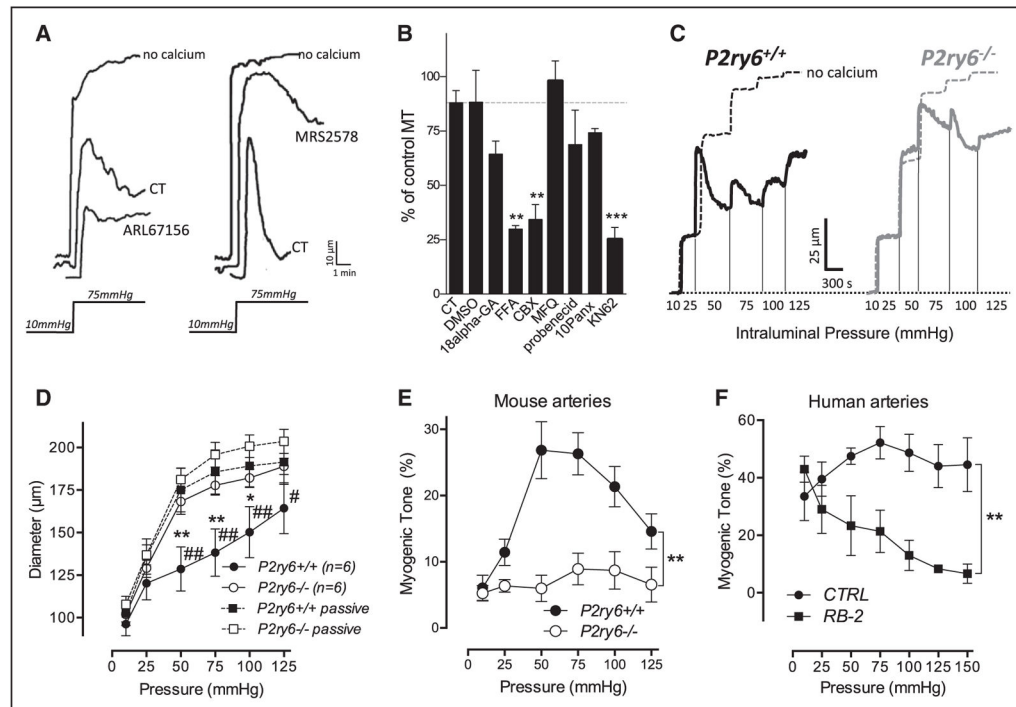 A
no calcium
CT
ARL67156
75mmHg
10mmHg
no calcium
MRS2578
CT
10 µm
1 min
75mmHg
10mmHg
B
% of control MT
100
75
50
25
0
** ** ***
CT
DMSO
18alpha-GA
FFA
CBX
MFQ
probenecid
10Panx
KN62
C
P2ry6+/+
P2ry6-/-
no calcium
25 µm
300 s
10 25 50 75 100 125
10 25 50 75 100 125
Intraluminal Pressure (mmHg)
D
Diameter (µm)
200
175
150
125
100
** ** * #
## ## ##
P2ry6+/+ (n=6)
P2ry6-/- (n=6)
P2ry6+/+ passive
P2ry6-/- passive
0 25 50 75 100 125
Pressure (mmHg)
E
Mouse arteries
Myogenic Tone (%)
30
20
10
0
**
P2ry6+/+
P2ry6-/-
0 25 50 75 100 125
Pressure (mmHg)
F
Human arteries
Myogenic Tone (%)
60
40
20
0
**
CTRL
RB-2
0 25 50 75 100 125 150
Pressure (mmHg)